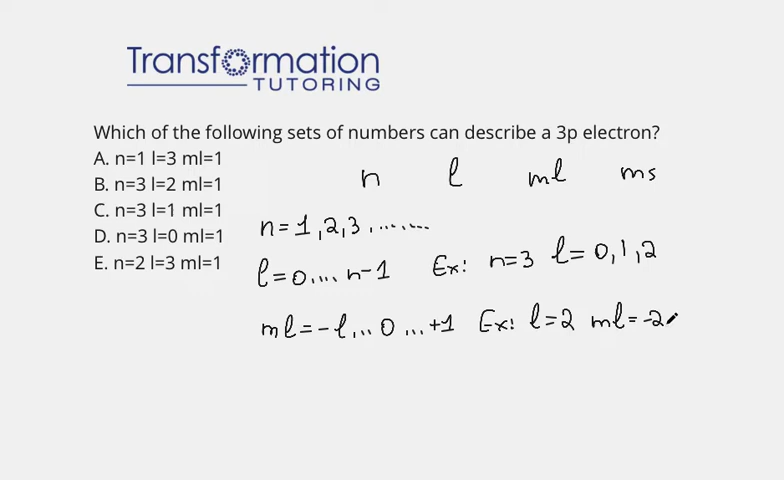 Transformation
TUTORING
Which of the following sets of numbers can describe a 3p electron?
A. n=1 l=3 ml=1
B. n=3 l=2 ml=1
C. n=3 l=1 ml=1
D. n=3 l=0 ml=1
E. n=2 l=3 ml=1
n l ml ms
n=1,2,3.......
l=0.... n-1 Ex: n=3 l=0,1,2
ml=-l...0...+1 Ex: l=2 ml=-2